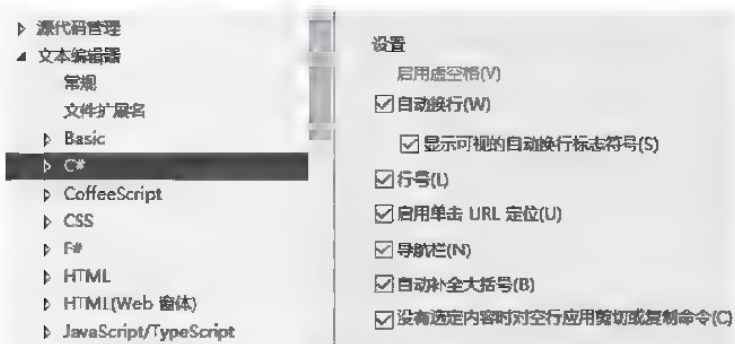 源代码管理
文本编辑器
常规
文件扩展名
Basic
C#
CoffeeScript
CSS
F#
HTML
HTML(Web 窗体)
JavaScript/TypeScript
设置
启用虚空格(V)
自动换行(W)
显示可视的自动换行标志符号(S)
行号(L)
启用单击 URL 定位(U)
导航栏(N)
自动补全大括号(B)
没有选定内容时对空行应用剪切或复制命令(C)